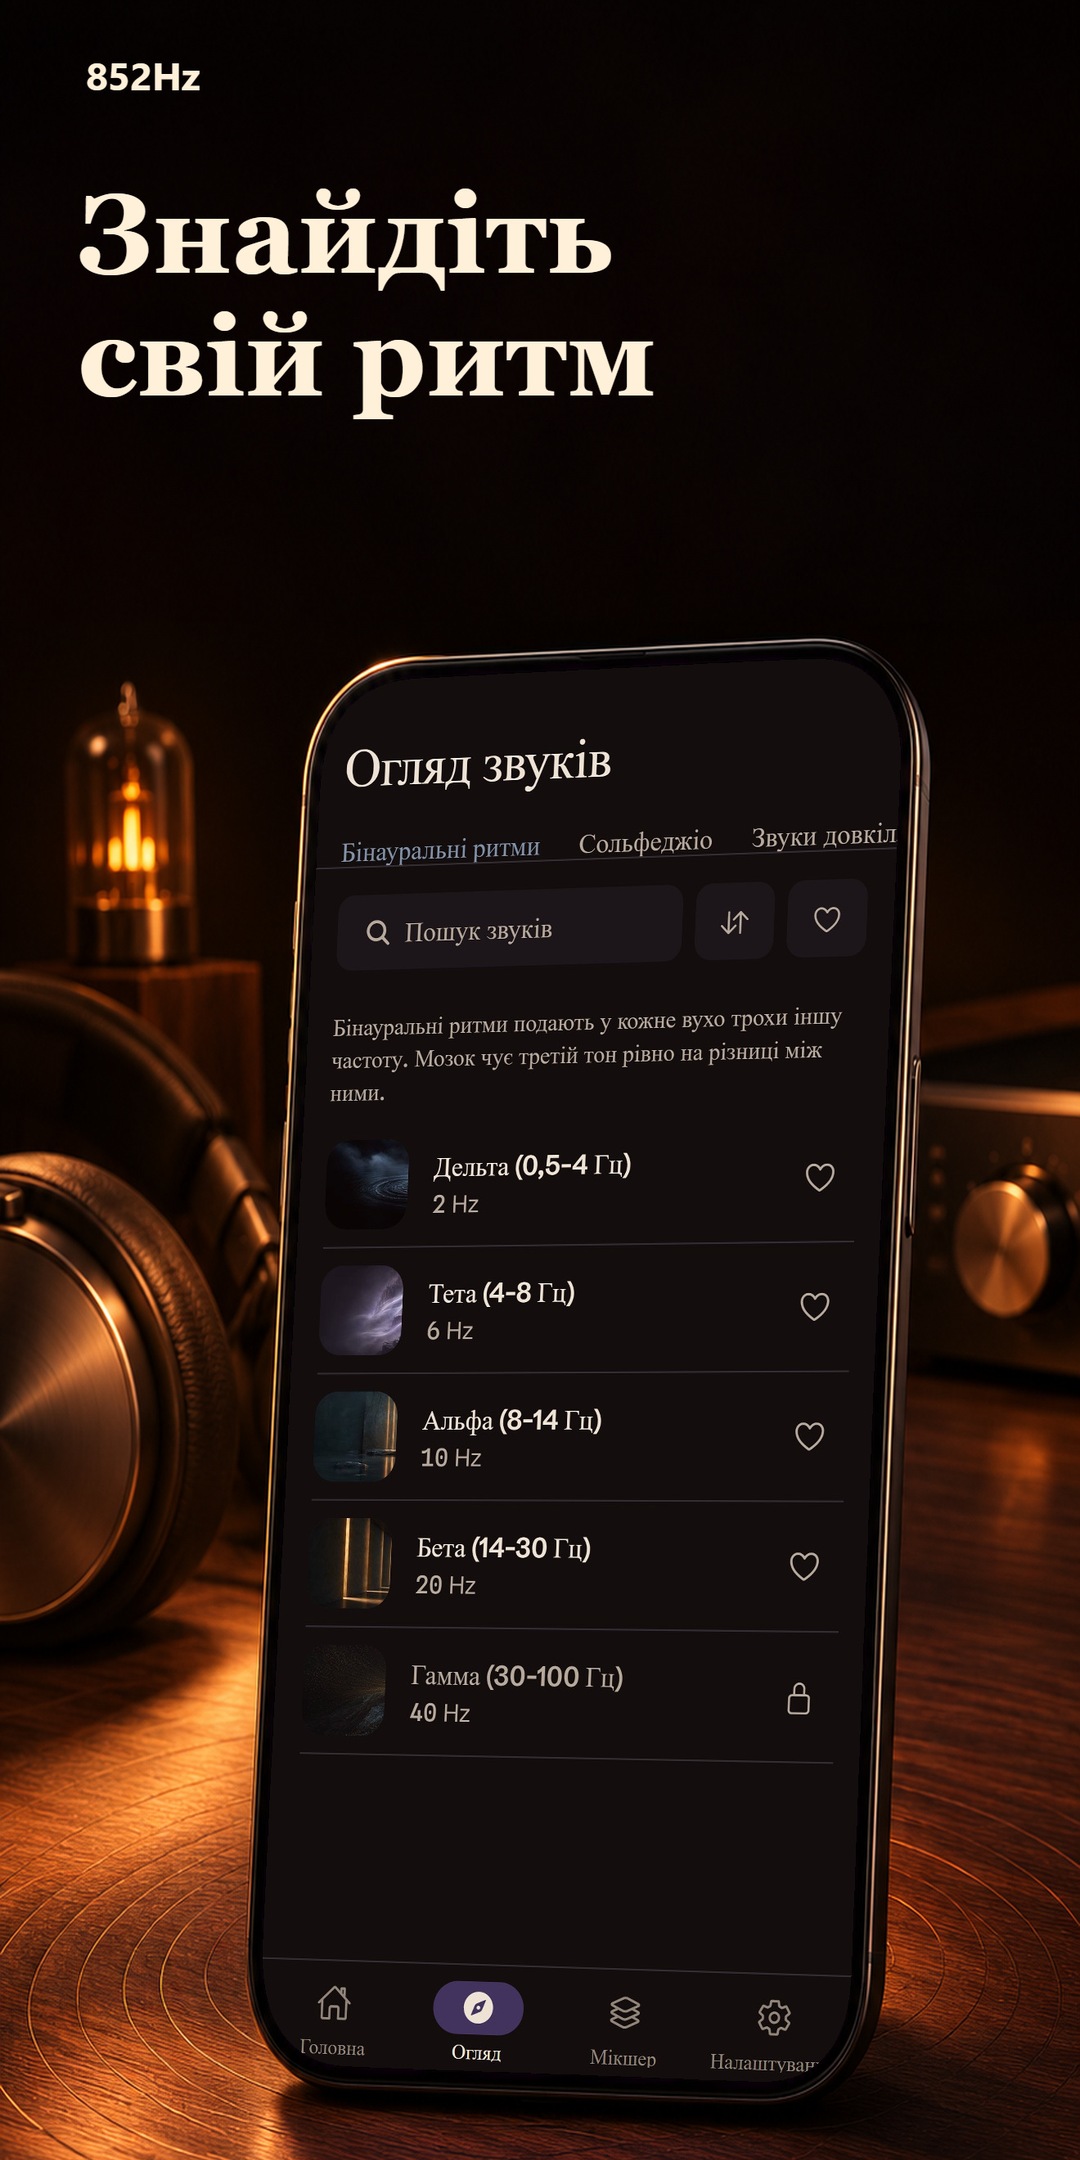 852Hz
Знайдіть
свій ритм
Огляд звуків
Бінауральні ритми Сольфеджіо Звуки довкіл
Пошук звуків
Бінауральні ритми подають у кожне вухо трохи іншу
частоту. Мозок чує третій тон рівно на різниці між
ними.
Дельта (0,5-4 Гц)
2 Hz
Тета (4-8 Гц)
6 Hz
Альфа (8-14 Гц)
10 Hz
Бета (14-30 Гц)
20 Hz
Гамма (30-100 Гц)
40 Hz
Головна Огляд Мікшер Налаштуван